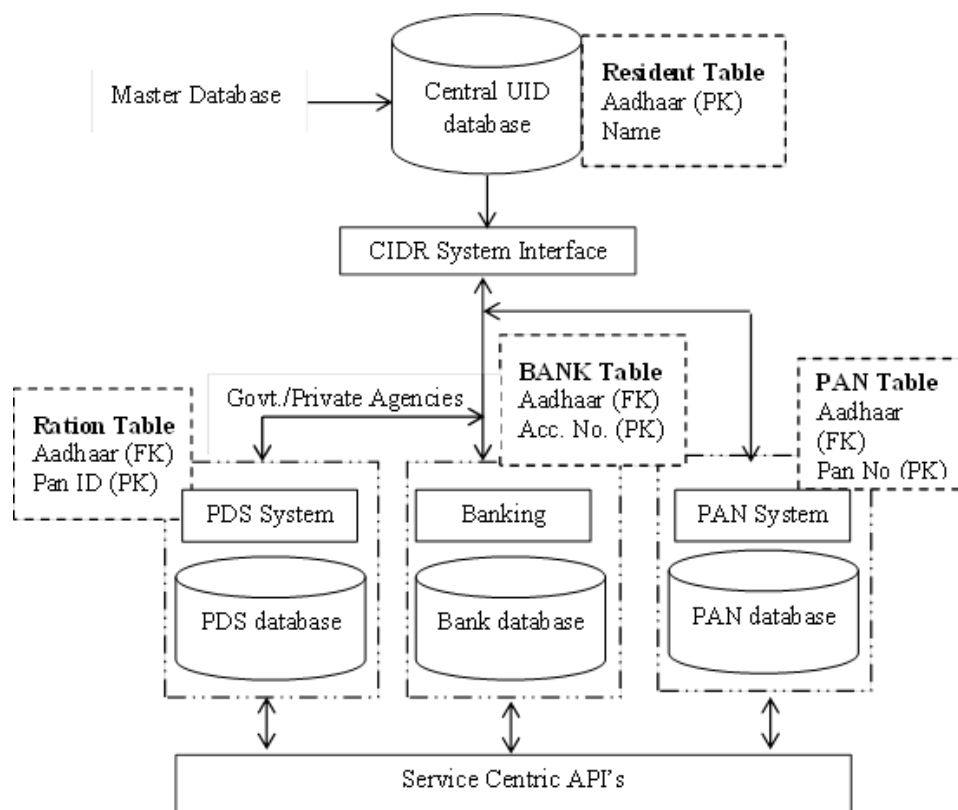 Master Database
Central UID
database
Resident Table
Aadhaar (PK)
Name
CIDR System Interface
Govt./Private Agencies
BANK Table
Aadhaar (FK)
Acc. No. (PK)
PAN Table
Aadhaar
(FK)
Pan No (PK)
Ration Table
Aadhaar (FK)
Pan ID (PK)
PDS System
Banking
PAN System
PDS database
Bank database
PAN database
Service Centric API's